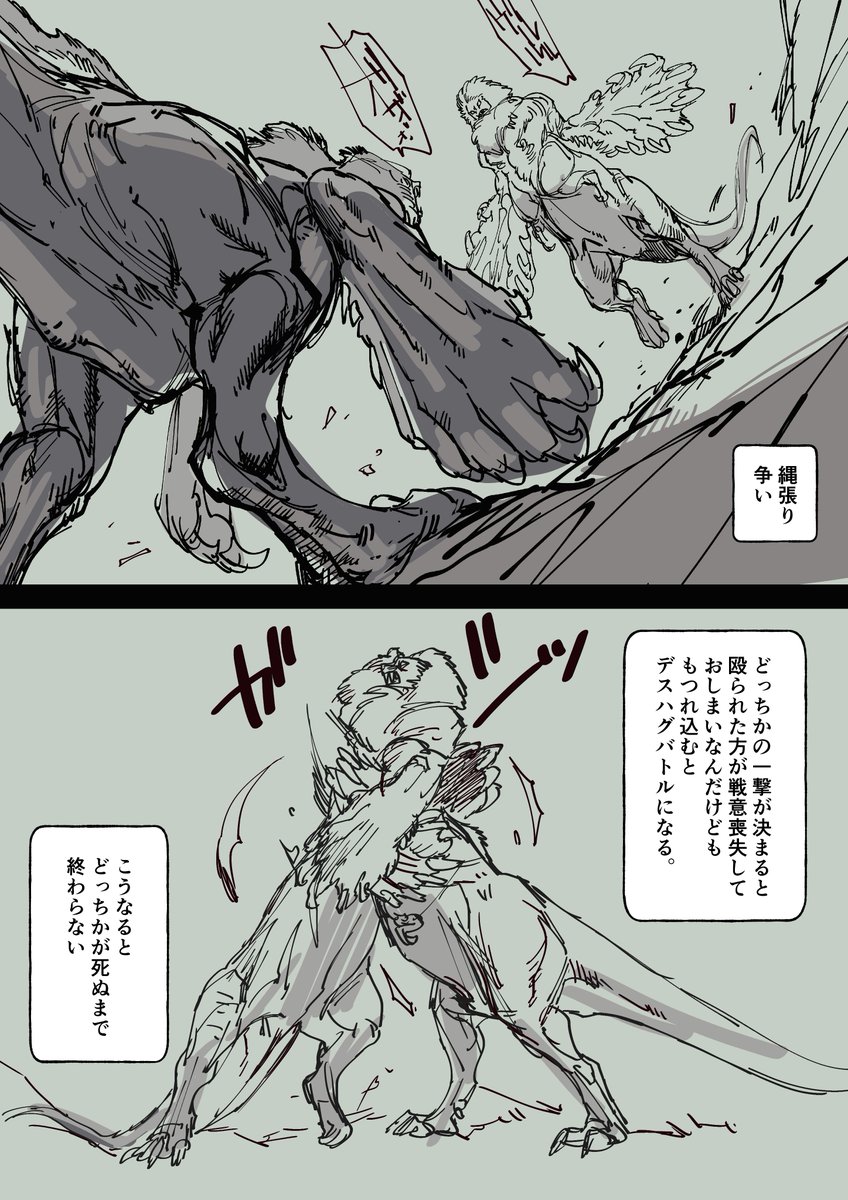 縄張り
争い
ガ
ガッ
どっちかの一撃が決まると
殴られた方が戦意喪失して
おしまいなんだけども
もつれ込むと
デスハグバトルになる。
こうなると
どっちかが死ぬまで
終わらない